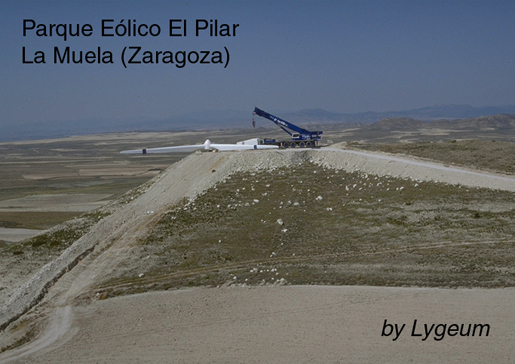 Parque Eólico El Pilar
La Muela (Zaragoza)
by Lygeum